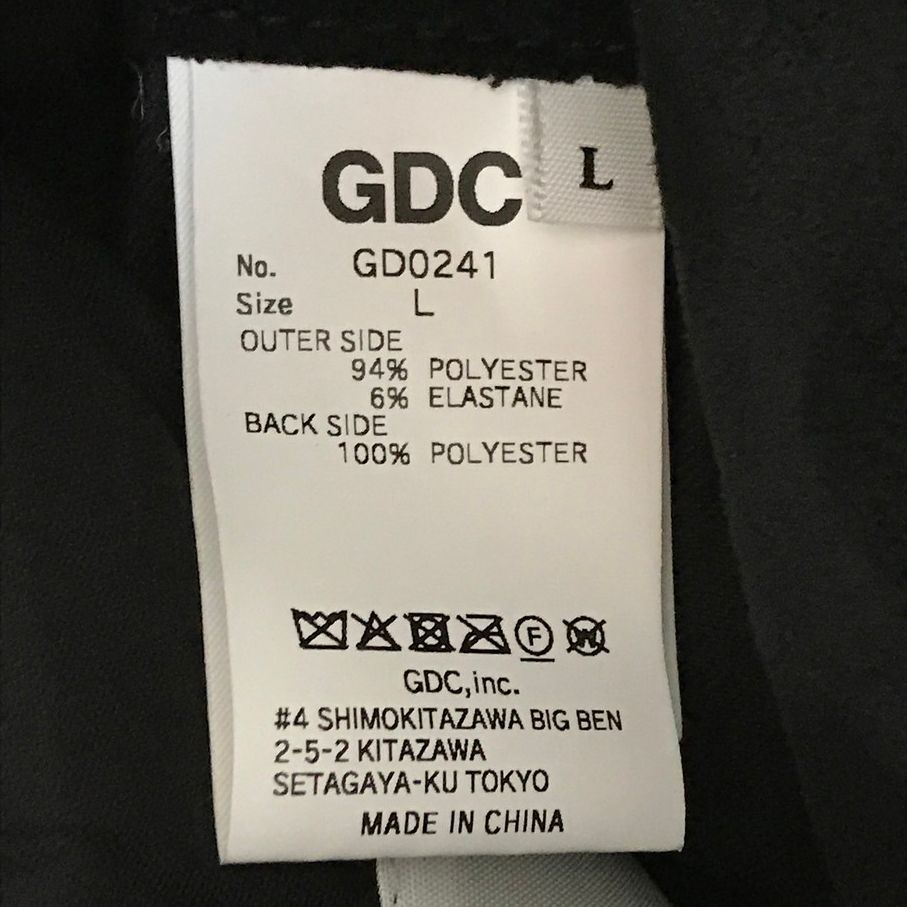 GDC
L
No. GD0241
Size L
OUTER SIDE
94% POLYESTER
6% ELASTANE
BACK SIDE
100% POLYESTER
F W
GDC,inc.
#4 SHIMOKITAZAWA BIG BEN
2-5-2 KITAZAWA
SETAGAYA-KU TOKYO
MADE IN CHINA